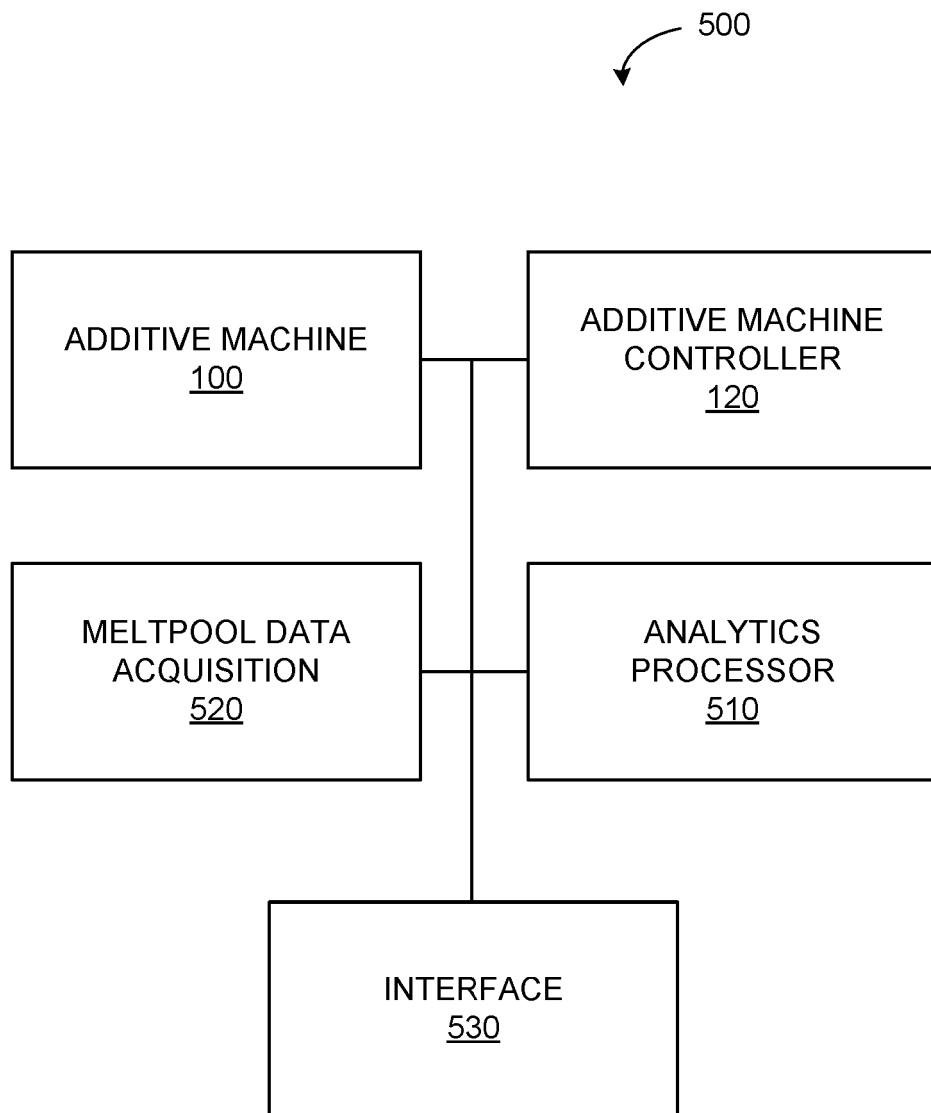 500
ADDITIVE MACHINE
100
ADDITIVE MACHINE
CONTROLLER
120
MELTPOOL DATA
ACQUISITION
520
ANALYTICS
PROCESSOR
510
INTERFACE
530